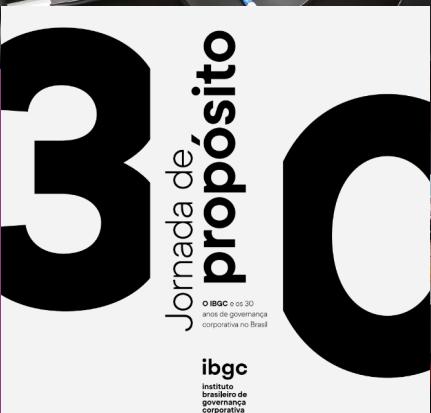 30
Jornada de
propósito
O IBGC e os 30
anos de governança
corporativa no Brasil
ibgc
instituto
brasileiro de
governança
corporativa